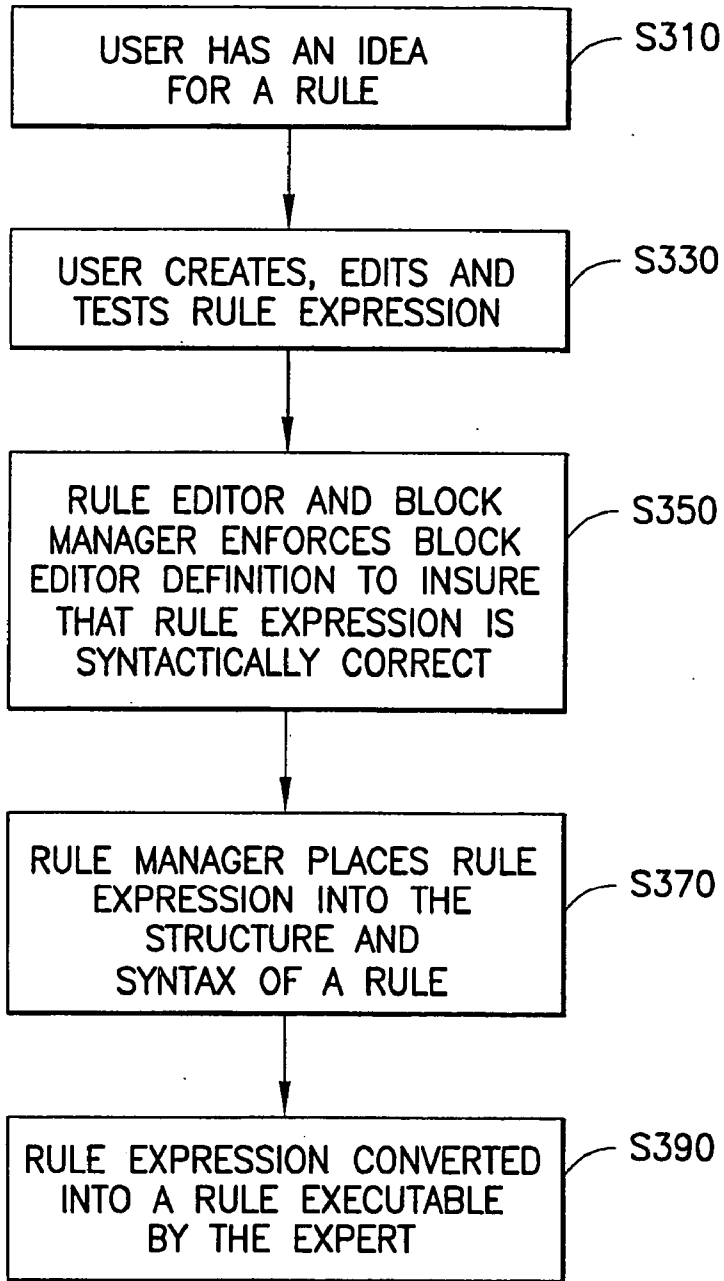 USER HAS AN IDEA
FOR A RULE
S310
USER CREATES, EDITS AND
TESTS RULE EXPRESSION
S330
RULE EDITOR AND BLOCK
MANAGER ENFORCES BLOCK
EDITOR DEFINITION TO INSURE
THAT RULE EXPRESSION IS
SYNTACTICALLY CORRECT
S350
RULE MANAGER PLACES RULE
EXPRESSION INTO THE
STRUCTURE AND
SYNTAX OF A RULE
S370
RULE EXPRESSION CONVERTED
INTO A RULE EXECUTABLE
BY THE EXPERT
S390